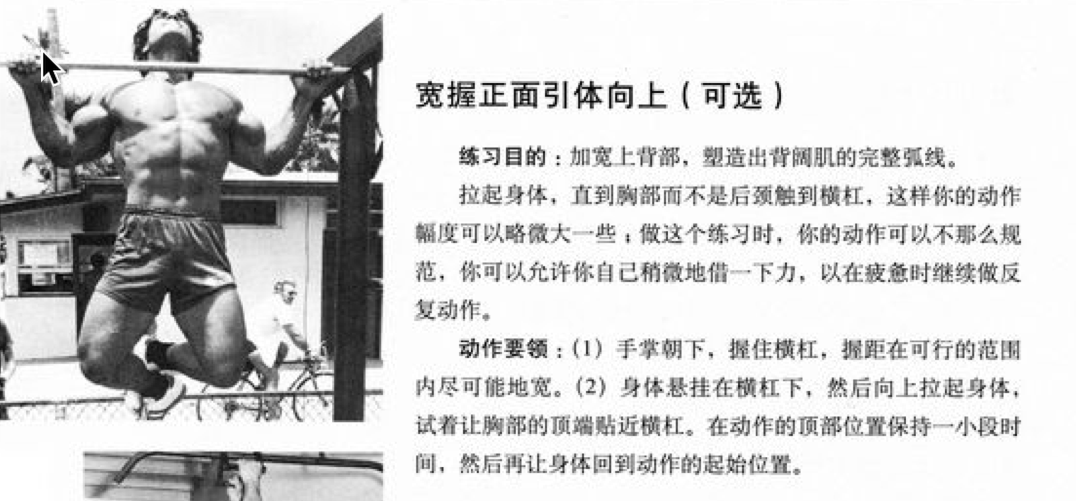 宽握正面引体向上（可选）
练习目的：加宽上背部，塑造出背阔肌的完整弧线。
拉起身体，直到胸部而不是后颈触到横杠，这样你的动作
幅度可以略微大一些；做这个练习时，你的动作可以不那么规
范，你可以允许你自己稍微地借一下力，以在疲惫时继续做反
复动作。
动作要领：（1）手掌朝下，握住横杠，握距在可行的范围
内尽可能地宽。（2）身体悬挂在横杠下，然后向上拉起身体，
试着让胸部的顶端贴近横杠。在动作的顶部位置保持一小段时
间，然后再让身体回到动作的起始位置。